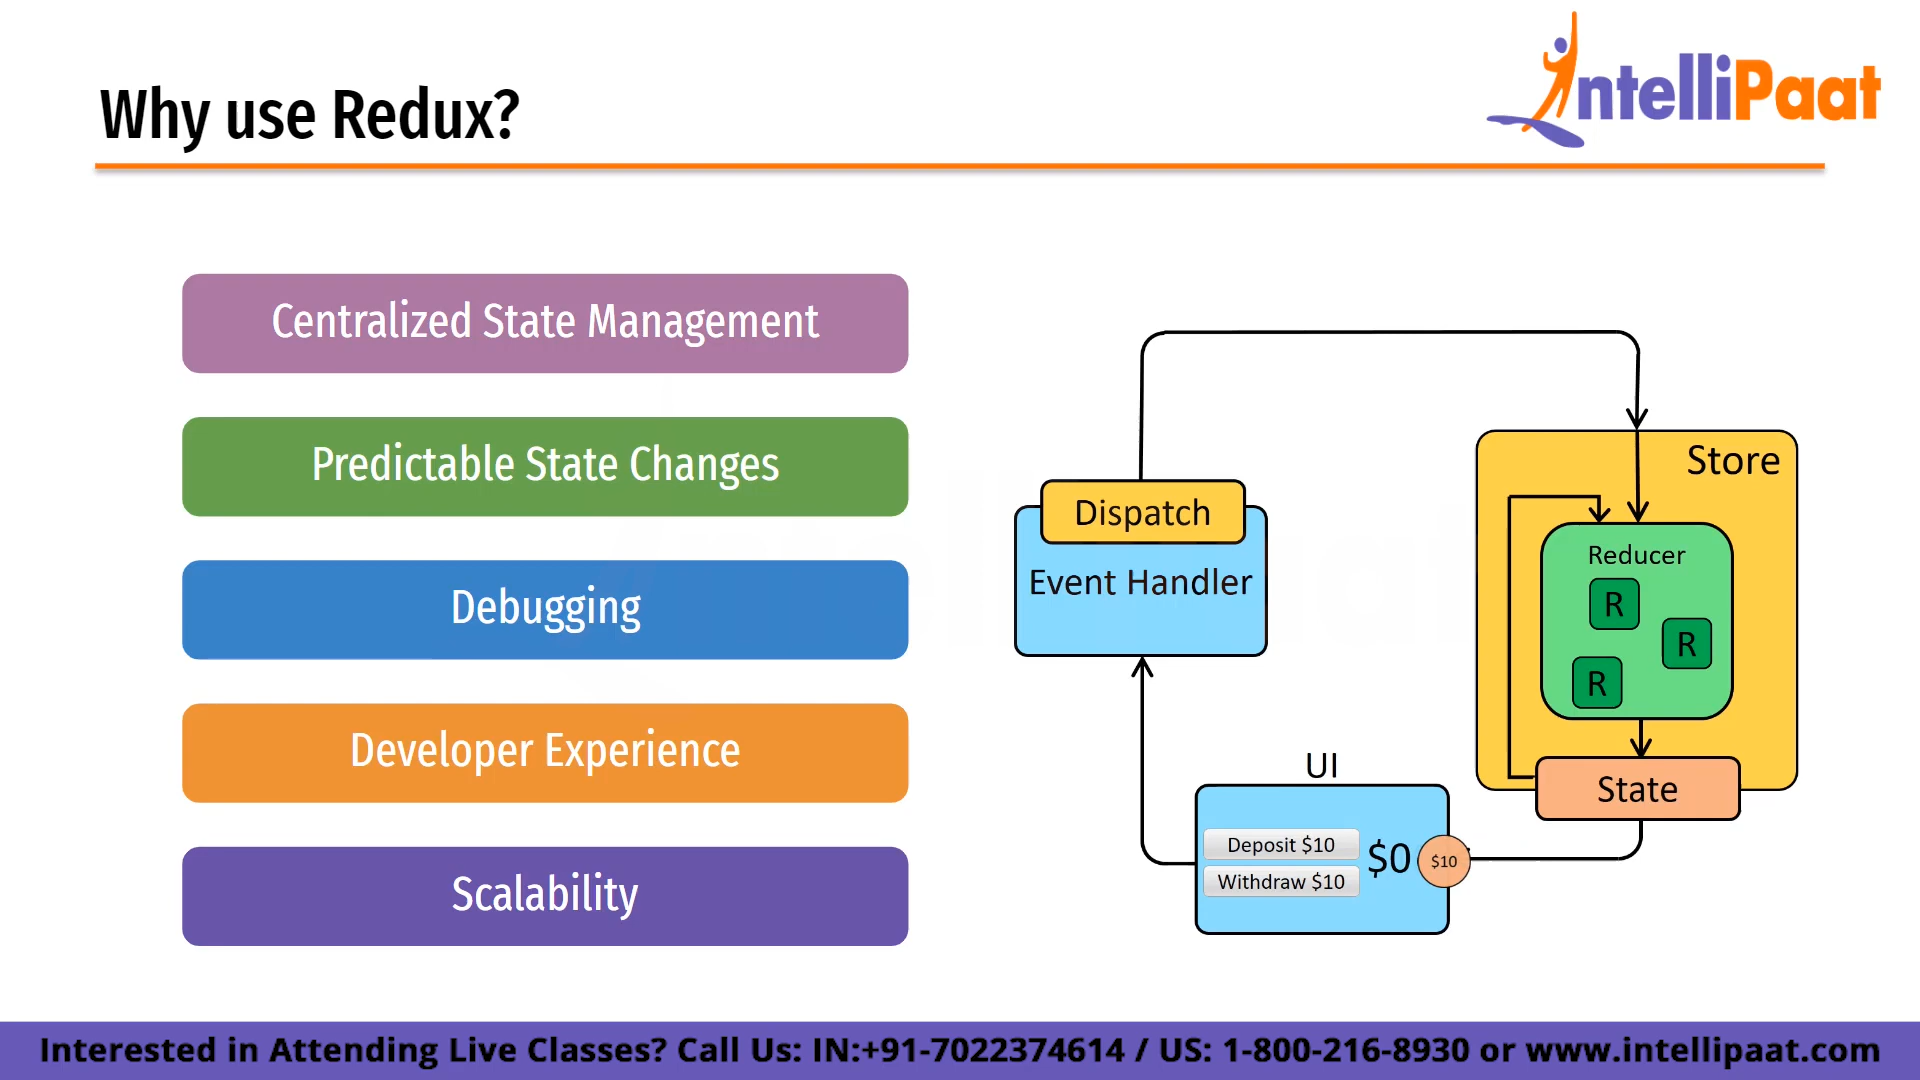 Why use Redux?
IntelliPaat
Centralized State Management
Predictable State Changes
Debugging
Developer Experience
Scalability
Dispatch
Event Handler
Store
Reducer
R
R
R
State
UI
Deposit $10
Withdraw $10
$0
$10
Interested in Attending Live Classes? Call Us: IN:+91-7022374614 / US: 1-800-216-8930 or www.intellipaat.com